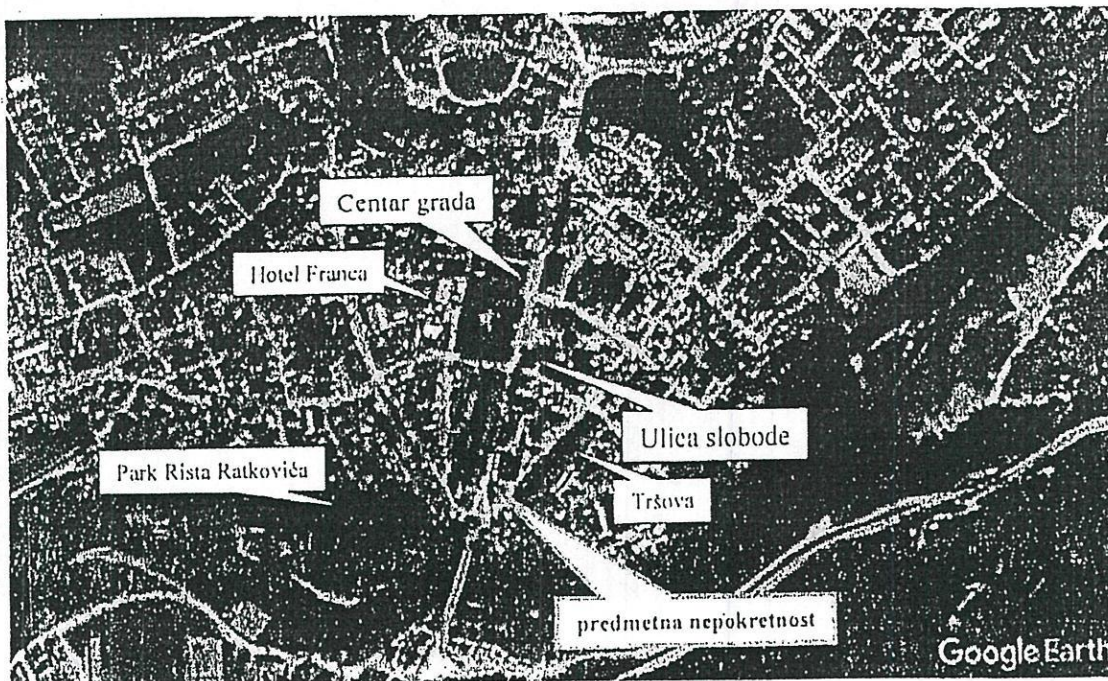 Centar grada
Hotel Franca
Ulica slobode
Park Rista Ratkovića
Tršova
predmetna nepokretnost
Google Earth